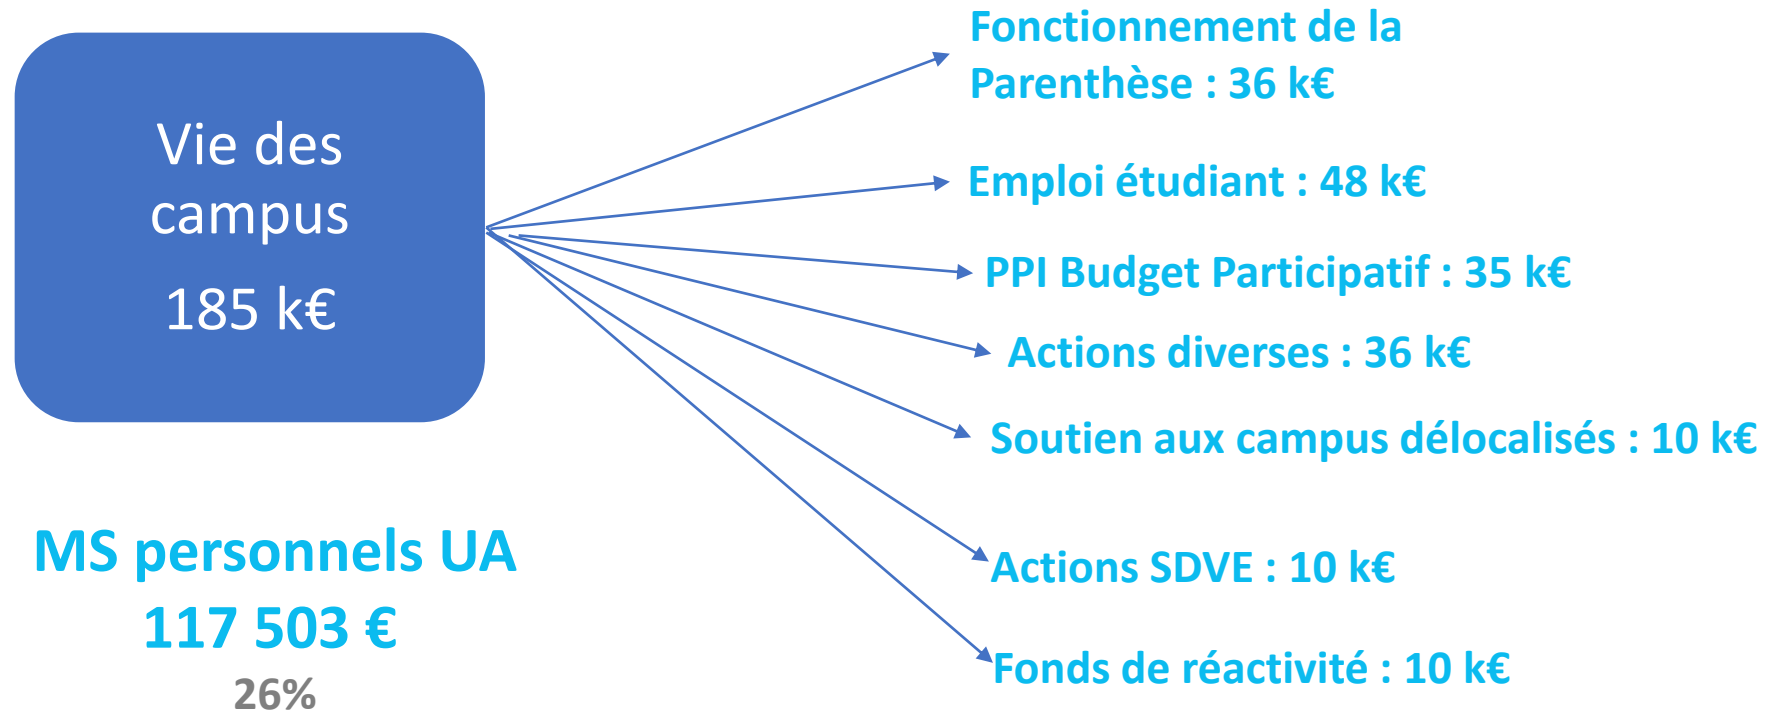 Vie des
campus
185 k€
MS personnels UA
117 503 €
26%
Fonctionnement de la
Parenthèse : 36 k€
Emploi étudiant : 48 k€
PPI Budget Participatif : 35 k€
Actions diverses : 36 k€
Soutien aux campus délocalisés : 10 k€
Actions SDVE : 10 k€
Fonds de réactivité : 10 k€